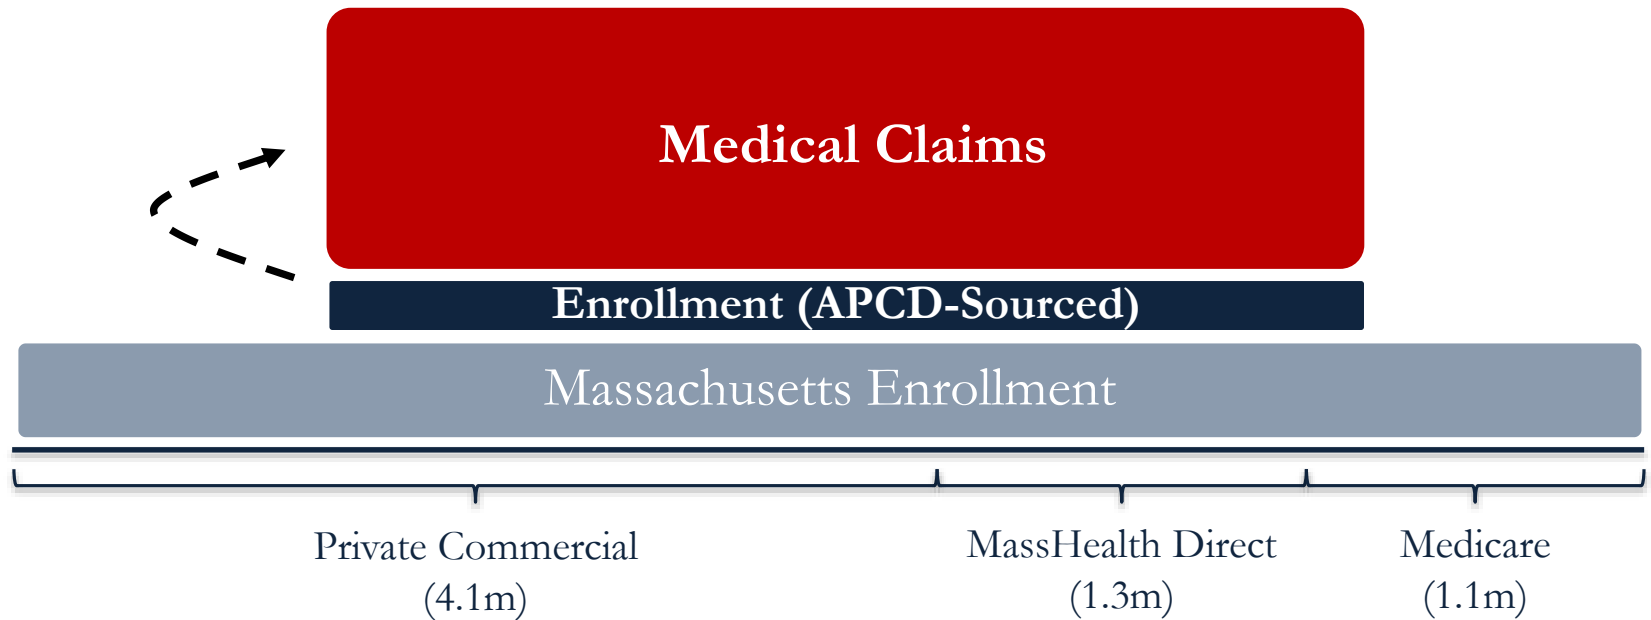 Medical Claims
Enrollment (APCD-Sourced)
Massachusetts Enrollment
Private Commercial
(4.1m)
MassHealth Direct
(1.3m)
Medicare
(1.1m)